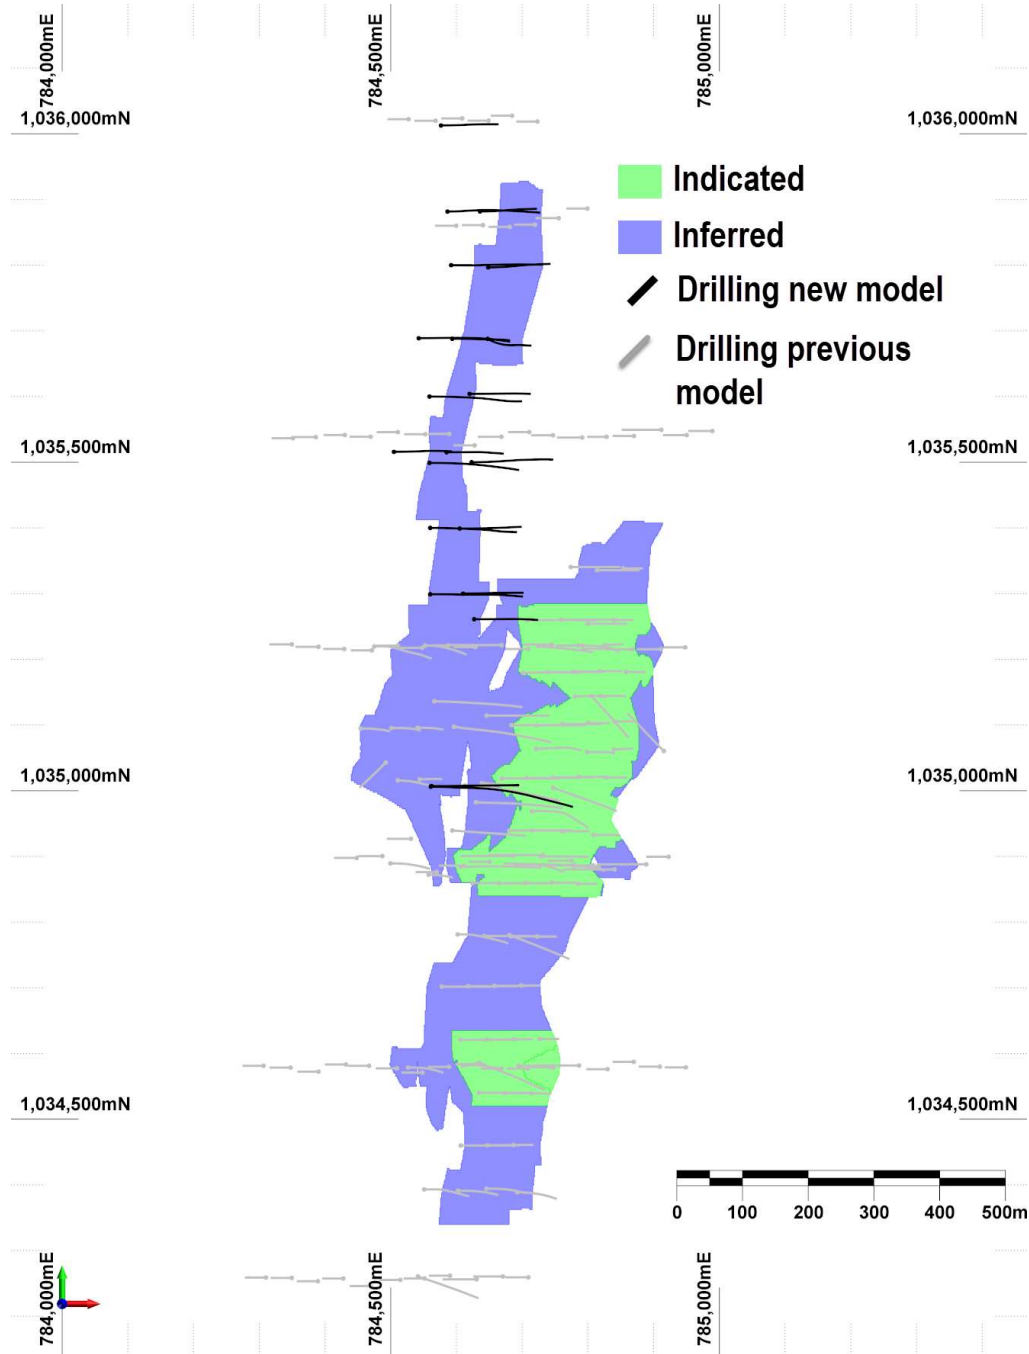 784,000mE
784,500mE
785,000mE
1,036,000mN
1,036,000mN
Indicated
Inferred
Drilling new model
Drilling previous
model
1,035,500mN
1,035,500mN
1,035,000mN
1,035,000mN
1,034,500mN
1,034,500mN
0 100 200 300 400 500m
784,000mE
784,500mE
785,000mE